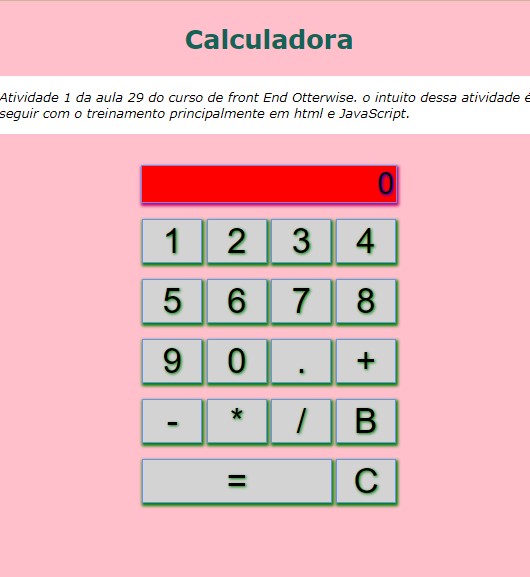 Calculadora
Atividade 1 da aula 29 do curso de front End Otterwise. o intuito dessa atividade é
seguir com o treinamento principalmente em html e JavaScript.
0
1 2 3 4
5 6 7 8
9 0 . +
- * / B
= C